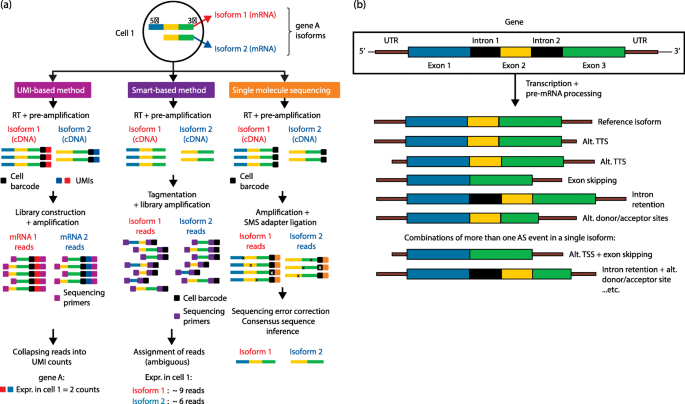 (a)
Cell 1
Isoform 1 (mRNA)
Isoform 2 (mRNA)
gene A
isoforms
UMI-based method
Smart-based method
Single molecule sequencing
RT + pre-amplification
RT + pre-amplification
RT + pre-amplification
Isoform 1
(cDNA)
Isoform 2
(cDNA)
Isoform 1
(cDNA)
Isoform 2
(cDNA)
Isoform 1
(cDNA)
Isoform 2
(cDNA)
Cell
barcode
UMIs
Cell
barcode
Library construction
+ amplification
Tagmentation
+ library amplification
Amplification +
SMS adapter ligation
mRNA 1
reads
mRNA 2
reads
Isoform 1
reads
Isoform 2
reads
Isoform 1
reads
Isoform 2
reads
Sequencing
primers
Cell barcode
Sequencing
primers
Sequencing error correction
Consensus sequence
inference
Collapsing reads into
UMI counts
Assignment of reads
(ambiguous)
Isoform 1
Isoform 2
gene A:
Expr. in cell 1 = 2 counts
Expr. in cell 1:
Isoform 1 : ~ 9 reads
Isoform 2 : ~ 6 reads
(b)
Gene
UTR
Intron 1
Intron 2
UTR
5'
3'
Exon 1
Exon 2
Exon 3
Transcription +
pre-mRNA processing
Reference isoform
Alt. TTS
Alt. TTS
Exon skipping
Intron
retention
Alt. donor/acceptor sites
Combinations of more than one AS event in a single isoform:
Alt. TSS + exon skipping
Intron retention + alt.
donor/acceptor site
...etc.